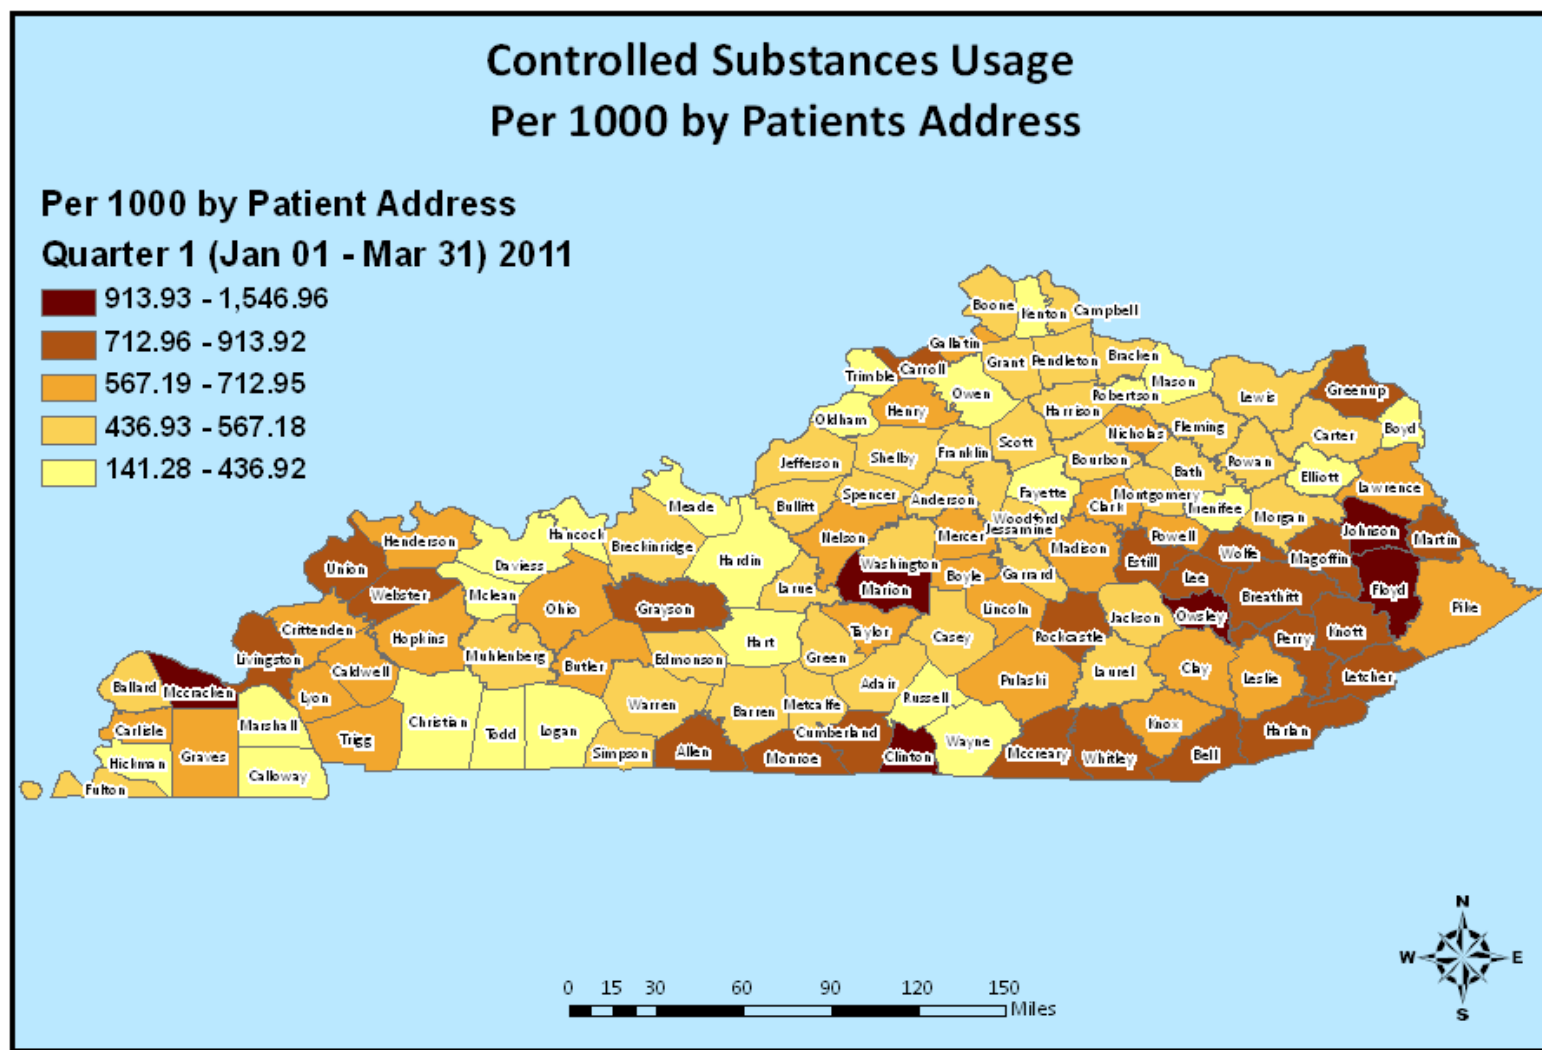 Controlled Substances Usage
Per 1000 by Patients Address
Per 1000 by Patient Address
Quarter 1 (Jan 01 - Mar 31) 2011
913.93 - 1,546.96
712.96 - 913.92
567.19 - 712.95
436.93 - 567.18
141.28 - 436.92
Boone
Kenton
Campbell
Gallatin
Carroll
Grant
Pendleton
Bracken
Trimble
Owen
Robertson
Mason
Lewis
Greenup
Oldham
Henry
Harrison
Nicholas
Fleming
Carter
Boyd
Jefferson
Shelby
Franklin
Scott
Bourbon
Bath
Rowan
Elliott
Lawrence
Meade
Bullitt
Spencer
Anderson
Fayette
Woodford
Jessamine
Clark
Montgomery
Menifee
Morgan
Johnson
Martin
Henderson
Hancock
Breckinridge
Nelson
Mercer
Washington
Madison
Powell
Estill
Wolfe
Magoffin
Floyd
Union
Daviess
Hardin
Webster
Mclean
Ohio
Grayson
Larue
Marion
Boyle
Garrard
Lee
Breathitt
Pike
Crittenden
Hopkins
Lincoln
Rockcastle
Jackson
Owsley
Perry
Knott
Livingston
Caldwell
Muhlenberg
Butler
Edmonson
Hart
Green
Taylor
Casey
Pulaski
Laurel
Clay
Leslie
Letcher
Ballard
Mccracken
Lyon
Adair
Russell
Carlisle
Marshall
Trigg
Christian
Todd
Logan
Warren
Barren
Metcalfe
Cumberland
Wayne
Knox
Harlan
Hickman
Graves
Calloway
Simpson
Allen
Monroe
Clinton
Mccreary
Whitley
Bell
Fulton
N
W
E
S
0 15 30 60 90 120 150
Miles